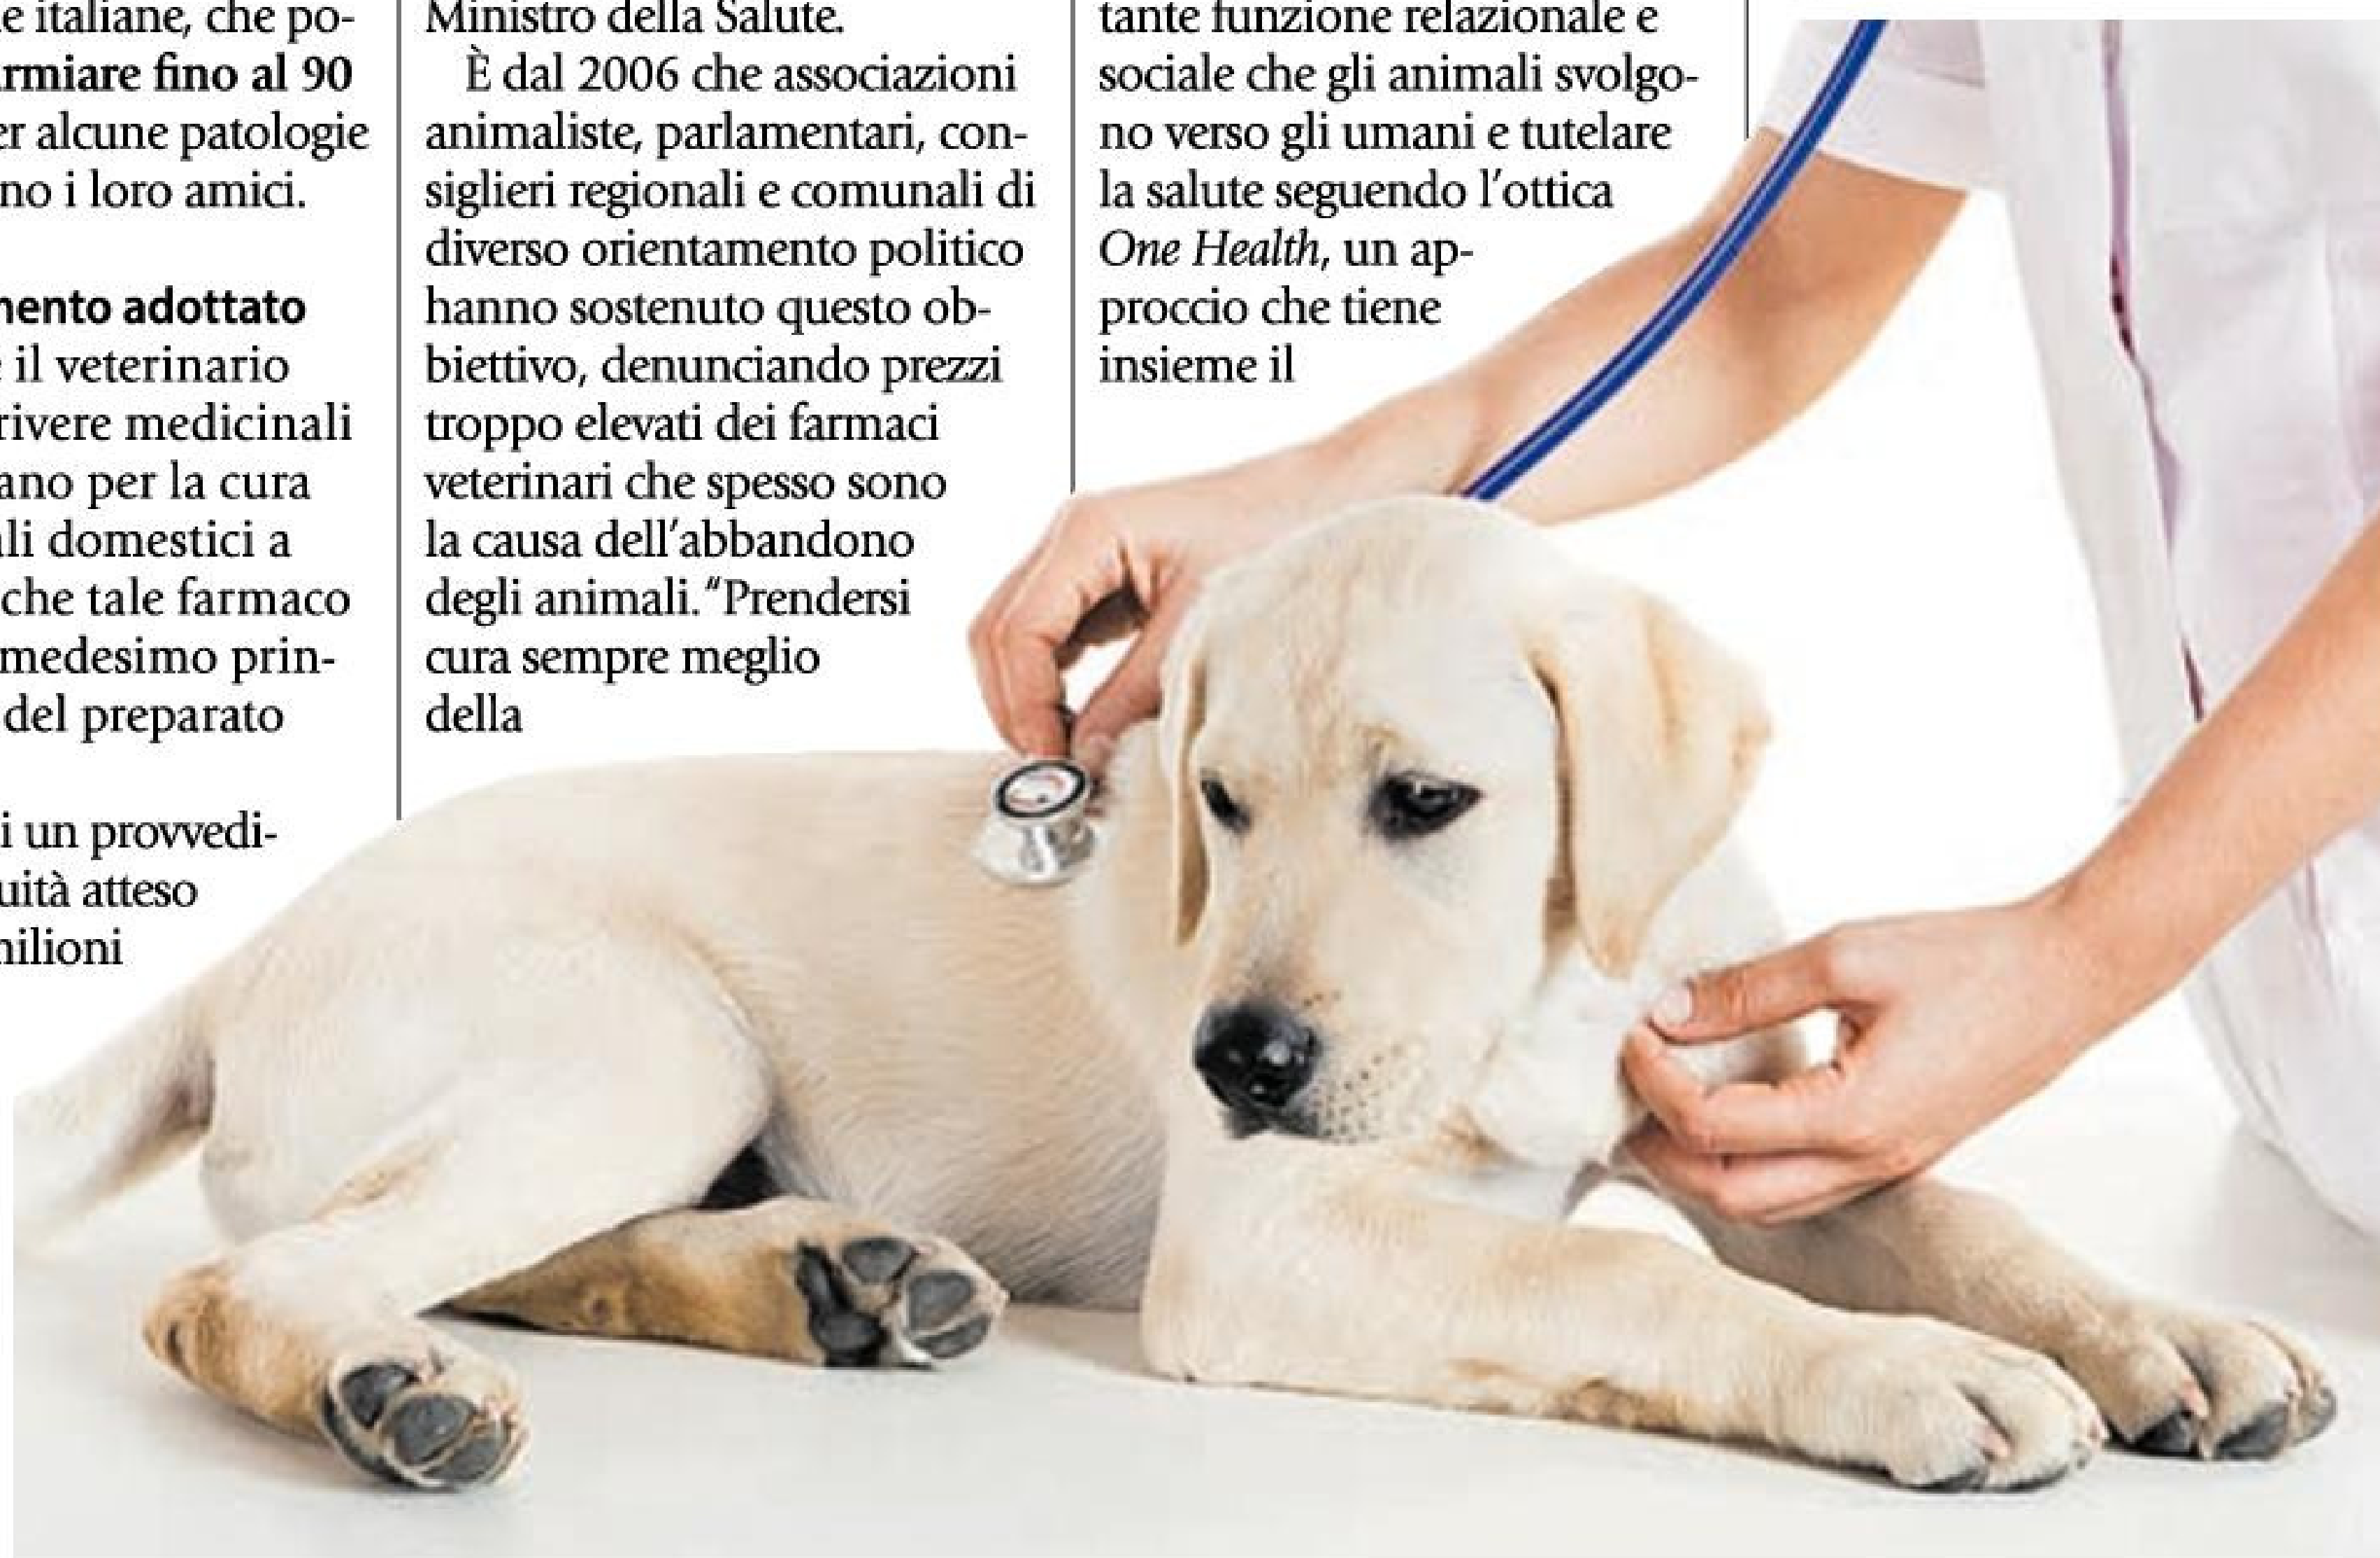 e italiane, che po-
rmiare fino al 90
er alcune patologie
no i loro amici.
mento adottato
il veterinario
rivere medicinali
ano per la cura
li domestici a
che tale farmaco
medesimo prin-
del preparato
i un provvedi-
uità atteso
milioni
Ministro della Salute.
È dal 2006 che associazioni
animaliste, parlamentari, con-
siglieri regionali e comunali di
diverso orientamento politico
hanno sostenuto questo ob-
biettivo, denunciando prezzi
troppo elevati dei farmaci
veterinari che spesso sono
la causa dell'abbandono
degli animali. "Prendersi
cura sempre meglio
della
tante funzione relazionale e
sociale che gli animali svolgo-
no verso gli umani e tutelare
la salute seguendo l'ottica
One Health, un ap-
proccio che tiene
insieme il